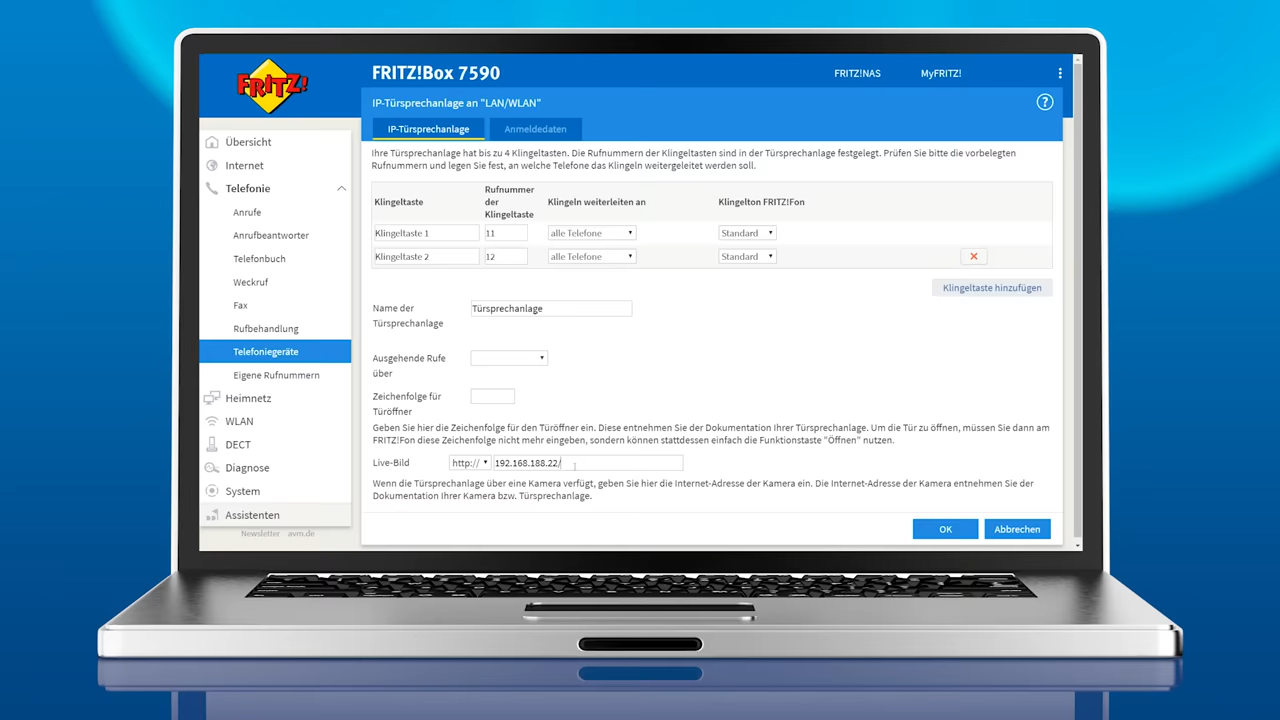 FRITZ!
FRITZ!Box 7590
FRITZ!NAS
MyFRITZ!
IP-Türsprechanlage an "LAN/WLAN"
?
IP-Türsprechanlage
Anmeldedaten
Übersicht
Internet
Telefonie
Anrufe
Anrufbeantworter
Telefonbuch
Weckruf
Fax
Rufbehandlung
Telefoniegeräte
Eigene Rufnummern
Heimnetz
WLAN
DECT
Diagnose
System
Assistenten
Newsletter avm.de
Ihre Türsprechanlage hat bis zu 4 Klingeltasten. Die Rufnummern der Klingeltasten sind in der Türsprechanlage festgelegt. Prüfen Sie bitte die vorbelegten
Rufnummern und legen Sie fest, an welche Telefone das Klingeln weitergeleitet werden soll.
Klingeltaste
Rufnummer
der
Klingeltaste
Klingeln weiterleiten an
Klingelton FRITZ!Fon
Klingeltaste 1 11 alle Telefone Standard
Klingeltaste 2 12 alle Telefone Standard
Klingeltaste hinzufügen
Name der
Türsprechanlage
Türsprechanlage
Ausgehende Rufe
über
Zeichenfolge für
Türöffner
Geben Sie hier die Zeichenfolge für den Türöffner ein. Diese entnehmen Sie der Dokumentation Ihrer Türsprechanlage. Um die Tür zu öffnen, müssen Sie dann am
FRITZ!Fon diese Zeichenfolge nicht mehr eingeben, sondern können stattdessen einfach die Funktionstaste "Öffnen" nutzen.
Live-Bild http:// 192.168.188.22/
Wenn die Türsprechanlage über eine Kamera verfügt, geben Sie hier die Internet-Adresse der Kamera ein. Die Internet-Adresse der Kamera entnehmen Sie der
Dokumentation Ihrer Kamera bzw. Türsprechanlage.
OK
Abbrechen